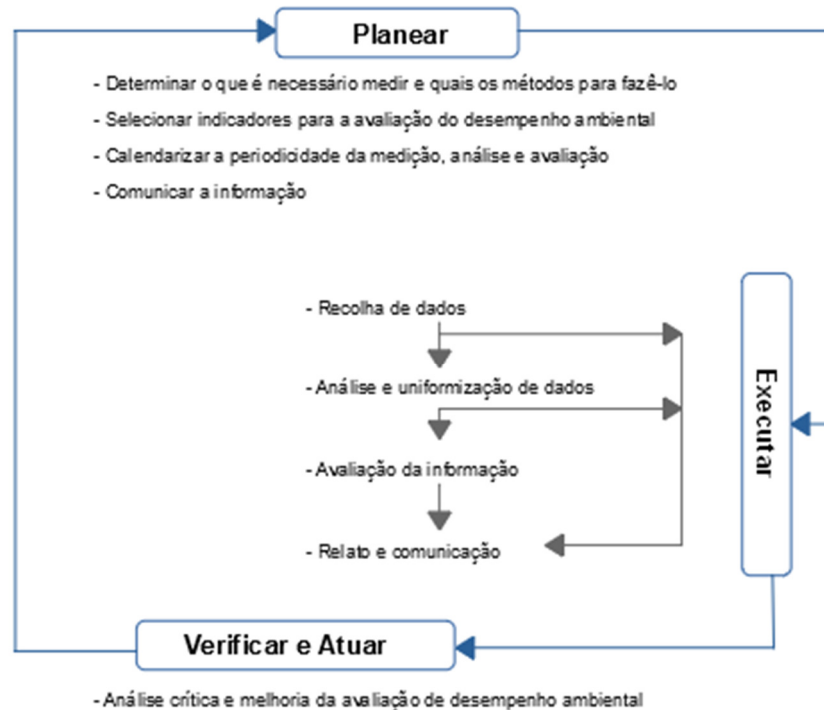 Planear
- Determinar o que é necessário medir e quais os métodos para fazê-lo
- Selecionar indicadores para a avaliação do desempenho ambiental
- Calendarizar a periodicidade da medição, análise e avaliação
- Comunicar a informação
- Recolha de dados
- Análise e uniformização de dados
- Avaliação da informação
- Relato e comunicação
Executar
Verificar e Atuar
- Análise crítica e melhoria da avaliação de desempenho ambiental